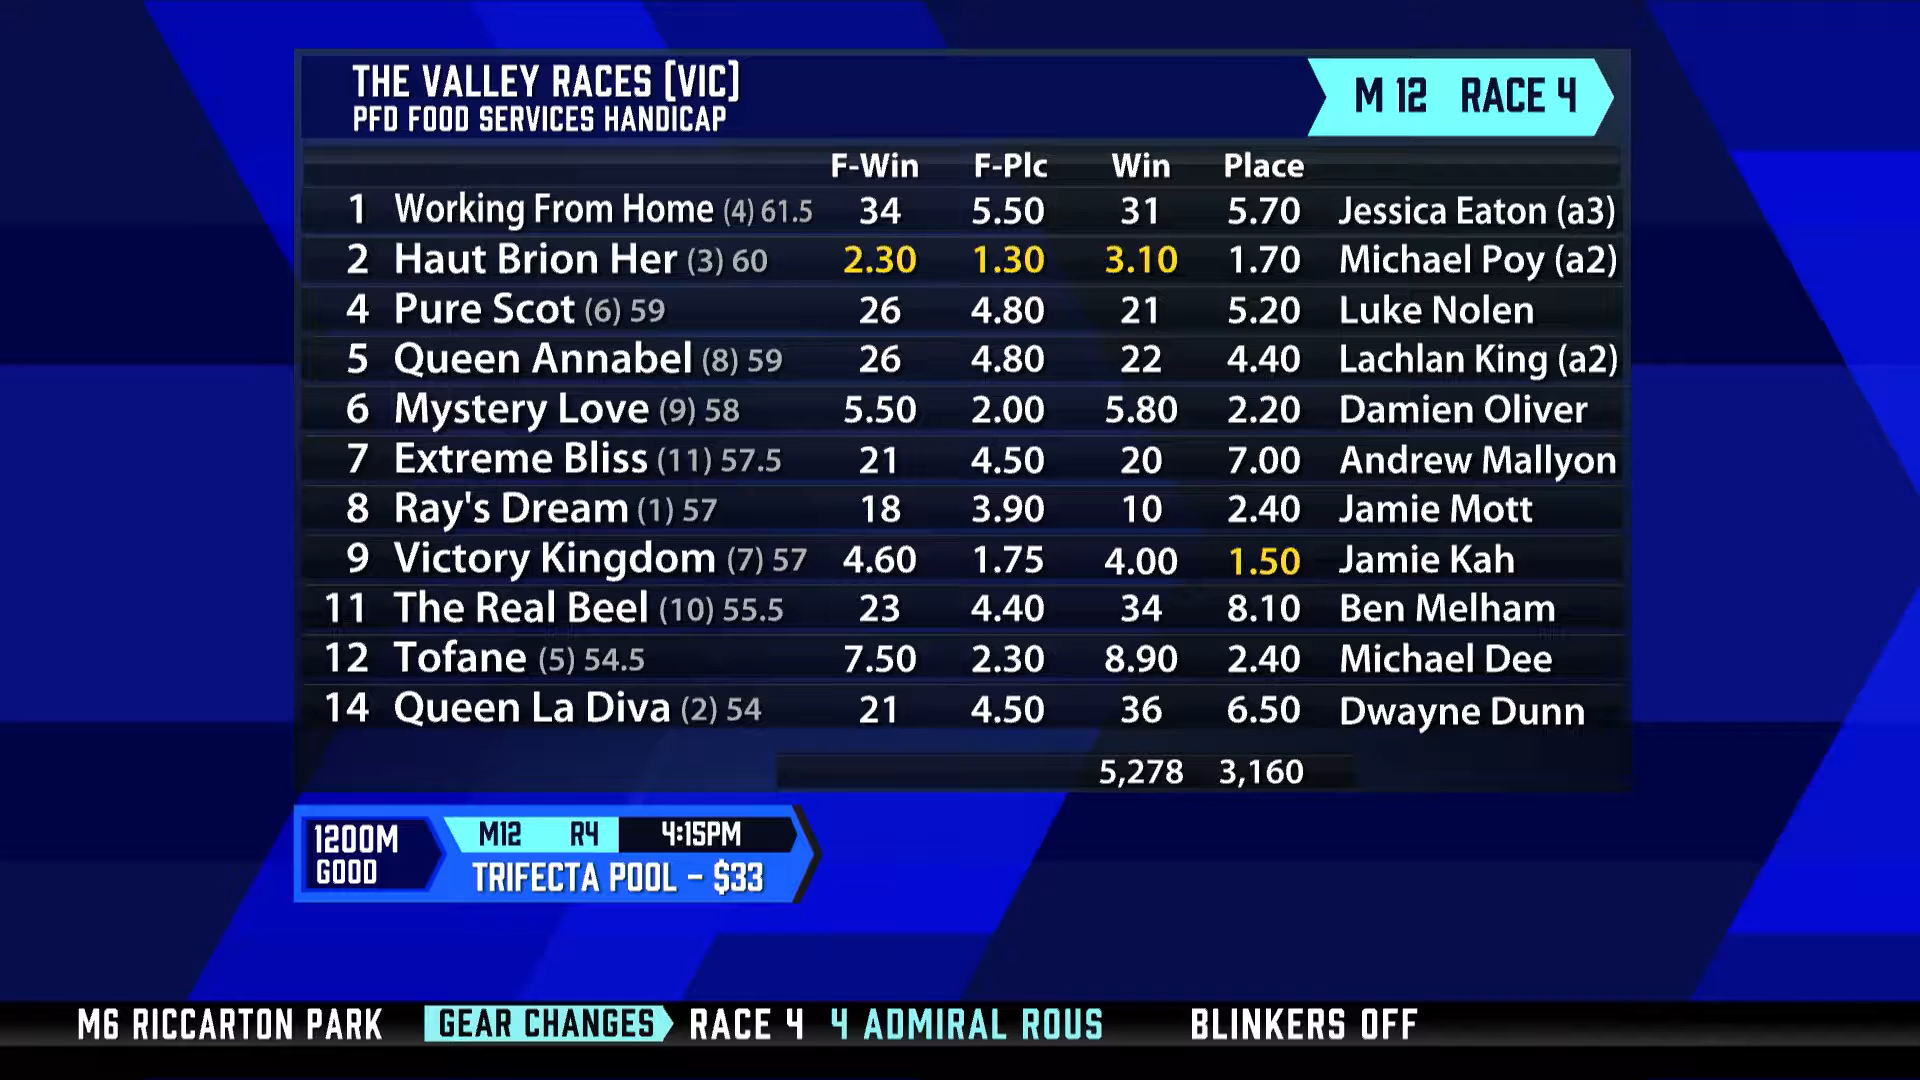 THE VALLEY RACES (VIC)
PFD FOOD SERVICES HANDICAP
M 12 RACE 4
F-Win F-Plc Win Place
1 Working From Home (4) 61.5 34 5.50 31 5.70 Jessica Eaton (a3)
2 Haut Brion Her (3) 60 2.30 1.30 3.10 1.70 Michael Poy (a2)
4 Pure Scot (6) 59 26 4.80 21 5.20 Luke Nolen
5 Queen Annabel (8) 59 26 4.80 22 4.40 Lachlan King (a2)
6 Mystery Love (9) 58 5.50 2.00 5.80 2.20 Damien Oliver
7 Extreme Bliss (11) 57.5 21 4.50 20 7.00 Andrew Mallyon
8 Ray's Dream (1) 57 18 3.90 10 2.40 Jamie Mott
9 Victory Kingdom (7) 57 4.60 1.75 4.00 1.50 Jamie Kah
11 The Real Beel (10) 55.5 23 4.40 34 8.10 Ben Melham
12 Tofane (5) 54.5 7.50 2.30 8.90 2.40 Michael Dee
14 Queen La Diva (2) 54 21 4.50 36 6.50 Dwayne Dunn
5,278 3,160
1200M
GOOD
M12 R4 4:15PM
TRIFECTA POOL - $33
M6 RICCARTON PARK GEAR CHANGES RACE 4 4 ADMIRAL ROUS BLINKERS OFF